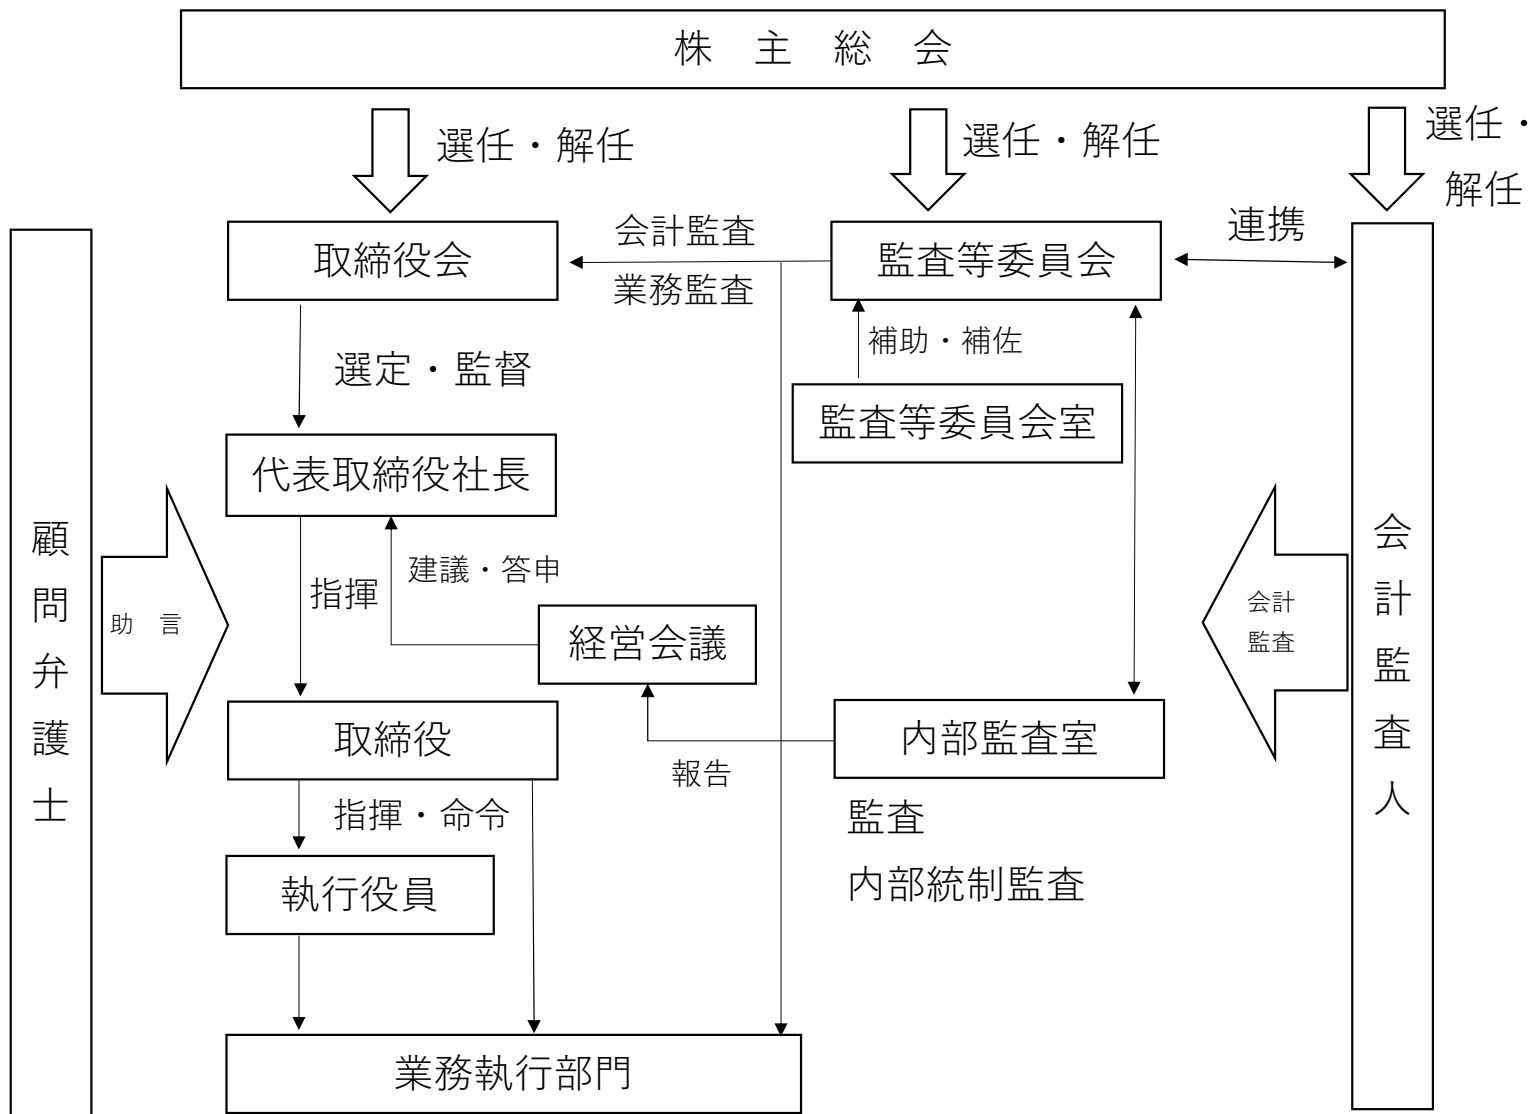 株　主　総　会
選任・解任
選任・解任
選任・
解任
取締役会
会計監査
業務監査
監査等委員会
連携
補助・補佐
選定・監督
監査等委員会室
代表取締役社長
顧問弁護士
助　言
指揮
建議・答申
経営会議
会計
監査
会計監査人
取締役
報告
内部監査室
指揮・命令
監査
内部統制監査
執行役員
業務執行部門